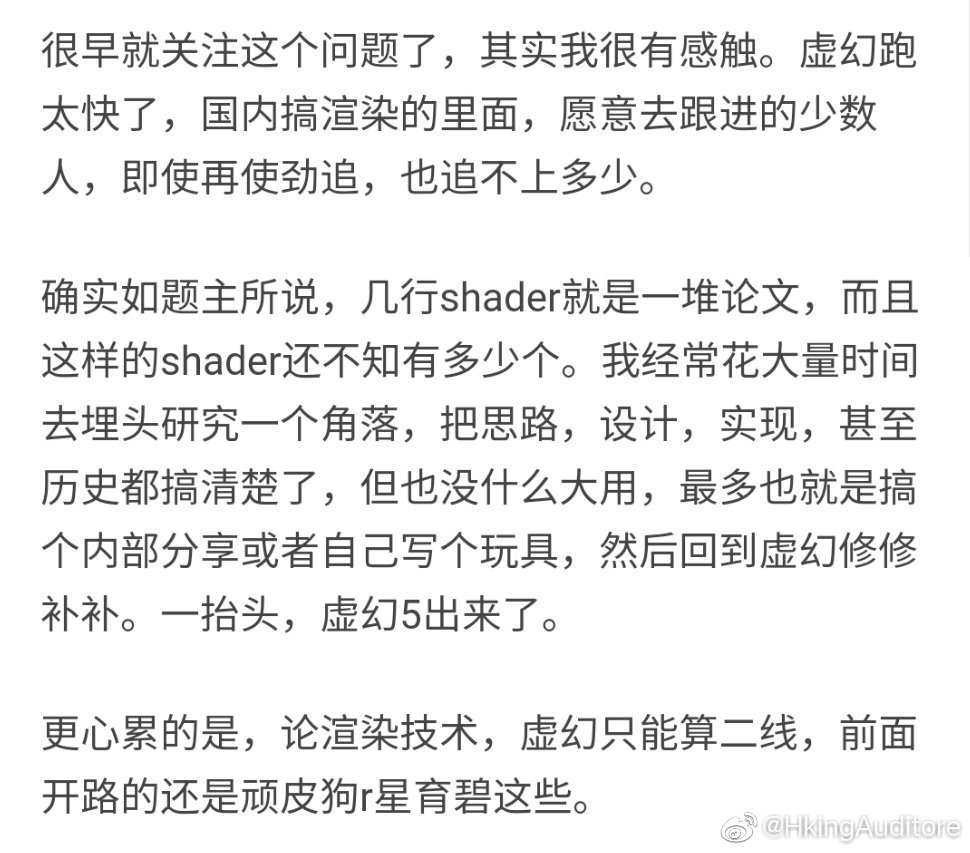 很早就关注这个问题了，其实我很有感触。虚幻跑
太快了，国内搞渲染的里面，愿意去跟进的少数
人，即使再使劲追，也追不上多少。
确实如题主所说，几行shader就是一堆论文，而且
这样的shader还不知有多少个。我经常花大量时间
去埋头研究一个角落，把思路，设计，实现，甚至
历史都搞清楚了，但也没什么大用，最多也就是搞
个内部分享或者自己写个玩具，然后回到虚幻修修
补补。一抬头，虚幻5出来了。
更心累的是，论渲染技术，虚幻只能算二线，前面
开路的还是顽皮狗r星育碧这些。
@HkingAuditore